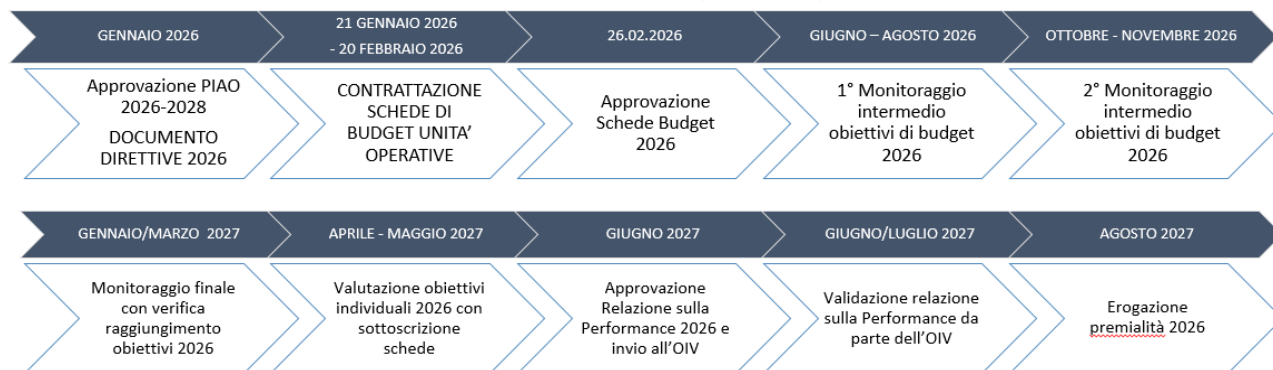 GENNAIO 2026
21 GENNAIO 2026
- 20 FEBBRAIO 2026
26.02.2026
GIUGNO – AGOSTO 2026
OTTOBRE - NOVEMBRE 2026
Approvazione PIAO
2026-2028
DOCUMENTO
DIRETTIVE 2026
CONTRATTAZIONE
SCHEDE DI
BUDGET UNITA’
OPERATIVE
Approvazione
Schede Budget
2026
1° Monitoraggio
intermedio
obiettivi di budget
2026
2° Monitoraggio
intermedio
obiettivi di budget
2026
GENNAIO/MARZO 2027
APRILE - MAGGIO 2027
GIUGNO 2027
GIUGNO/LUGLIO 2027
AGOSTO 2027
Monitoraggio finale
con verifica
raggiungimento
obiettivi 2026
Valutazione obiettivi
individuali 2026 con
sottoscrizione
schede
Approvazione
Relazione sulla
Performance 2026 e
invio all’OIV
Validazione relazione
sulla Performance da
parte dell’OIV
Erogazione
premialità 2026